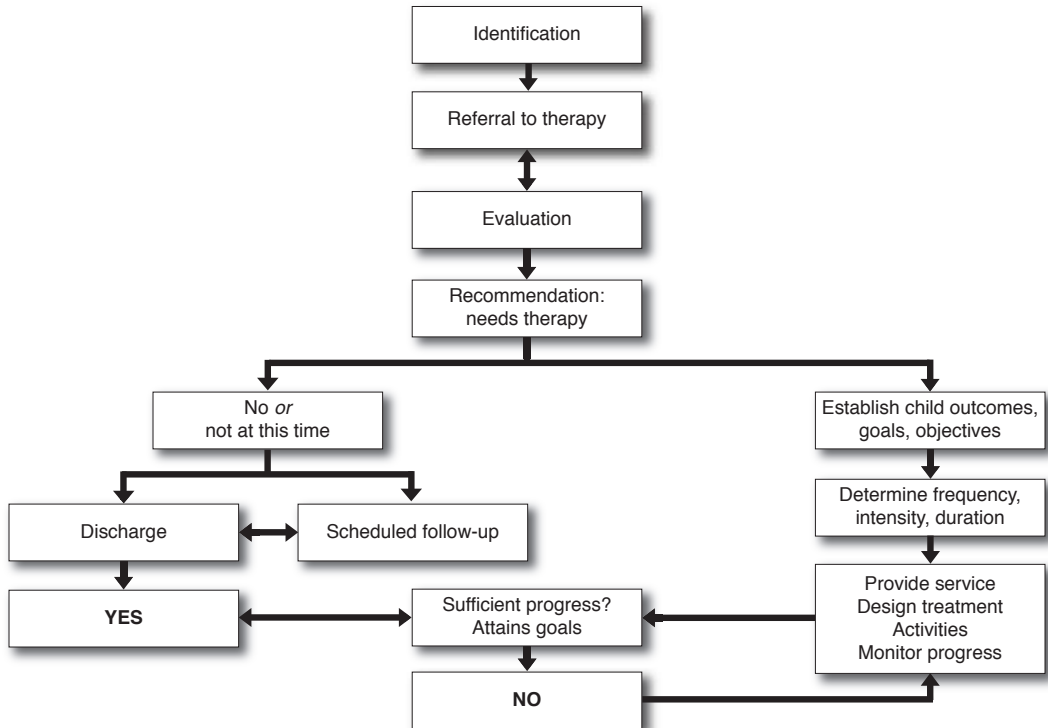 Identification
Referral to therapy
Evaluation
Recommendation:
needs therapy
No or
not at this time
Establish child outcomes,
goals, objectives
Discharge
Scheduled follow-up
Determine frequency,
intensity, duration
YES
Sufficient progress?
Attains goals
Provide service
Design treatment
Activities
Monitor progress
NO